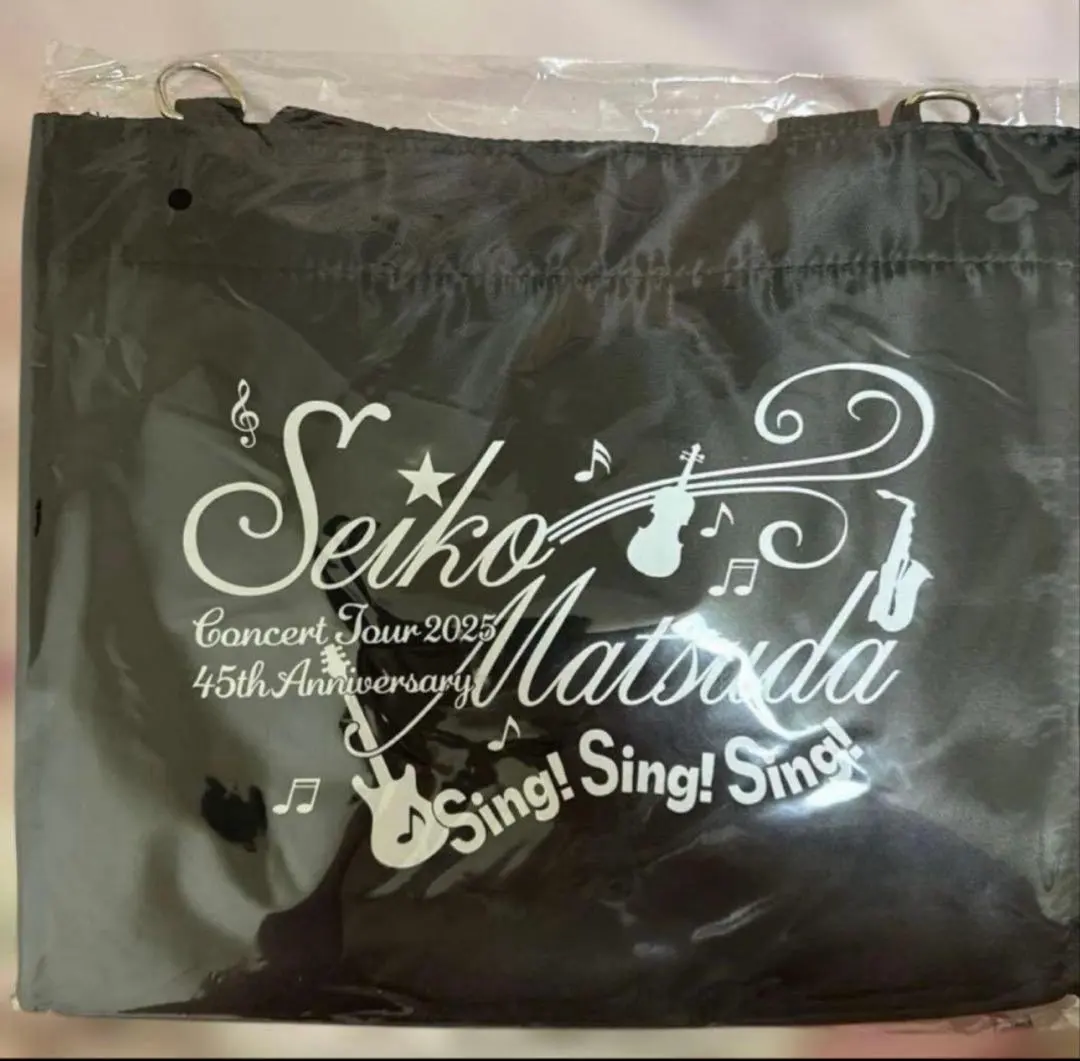 Seiko
Matsuda
Concert Tour 2025
45th Anniversary
Sing! Sing! Sing!